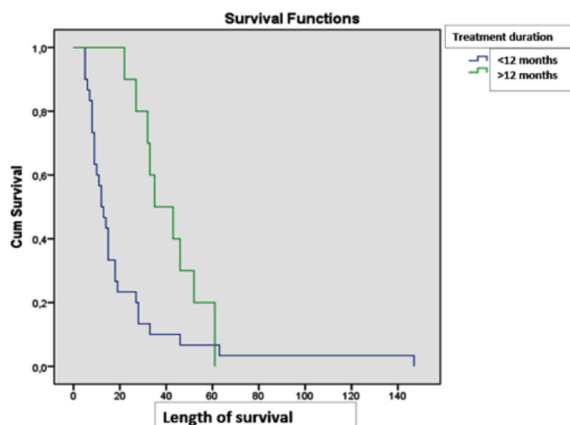 Survival Functions
Treatment duration
<12 months
>12 months
Cum Survival
1,0
0,8
0,6
0,4
0,2
0,0
0 20 40 60 80 100 120 140
Length of survival